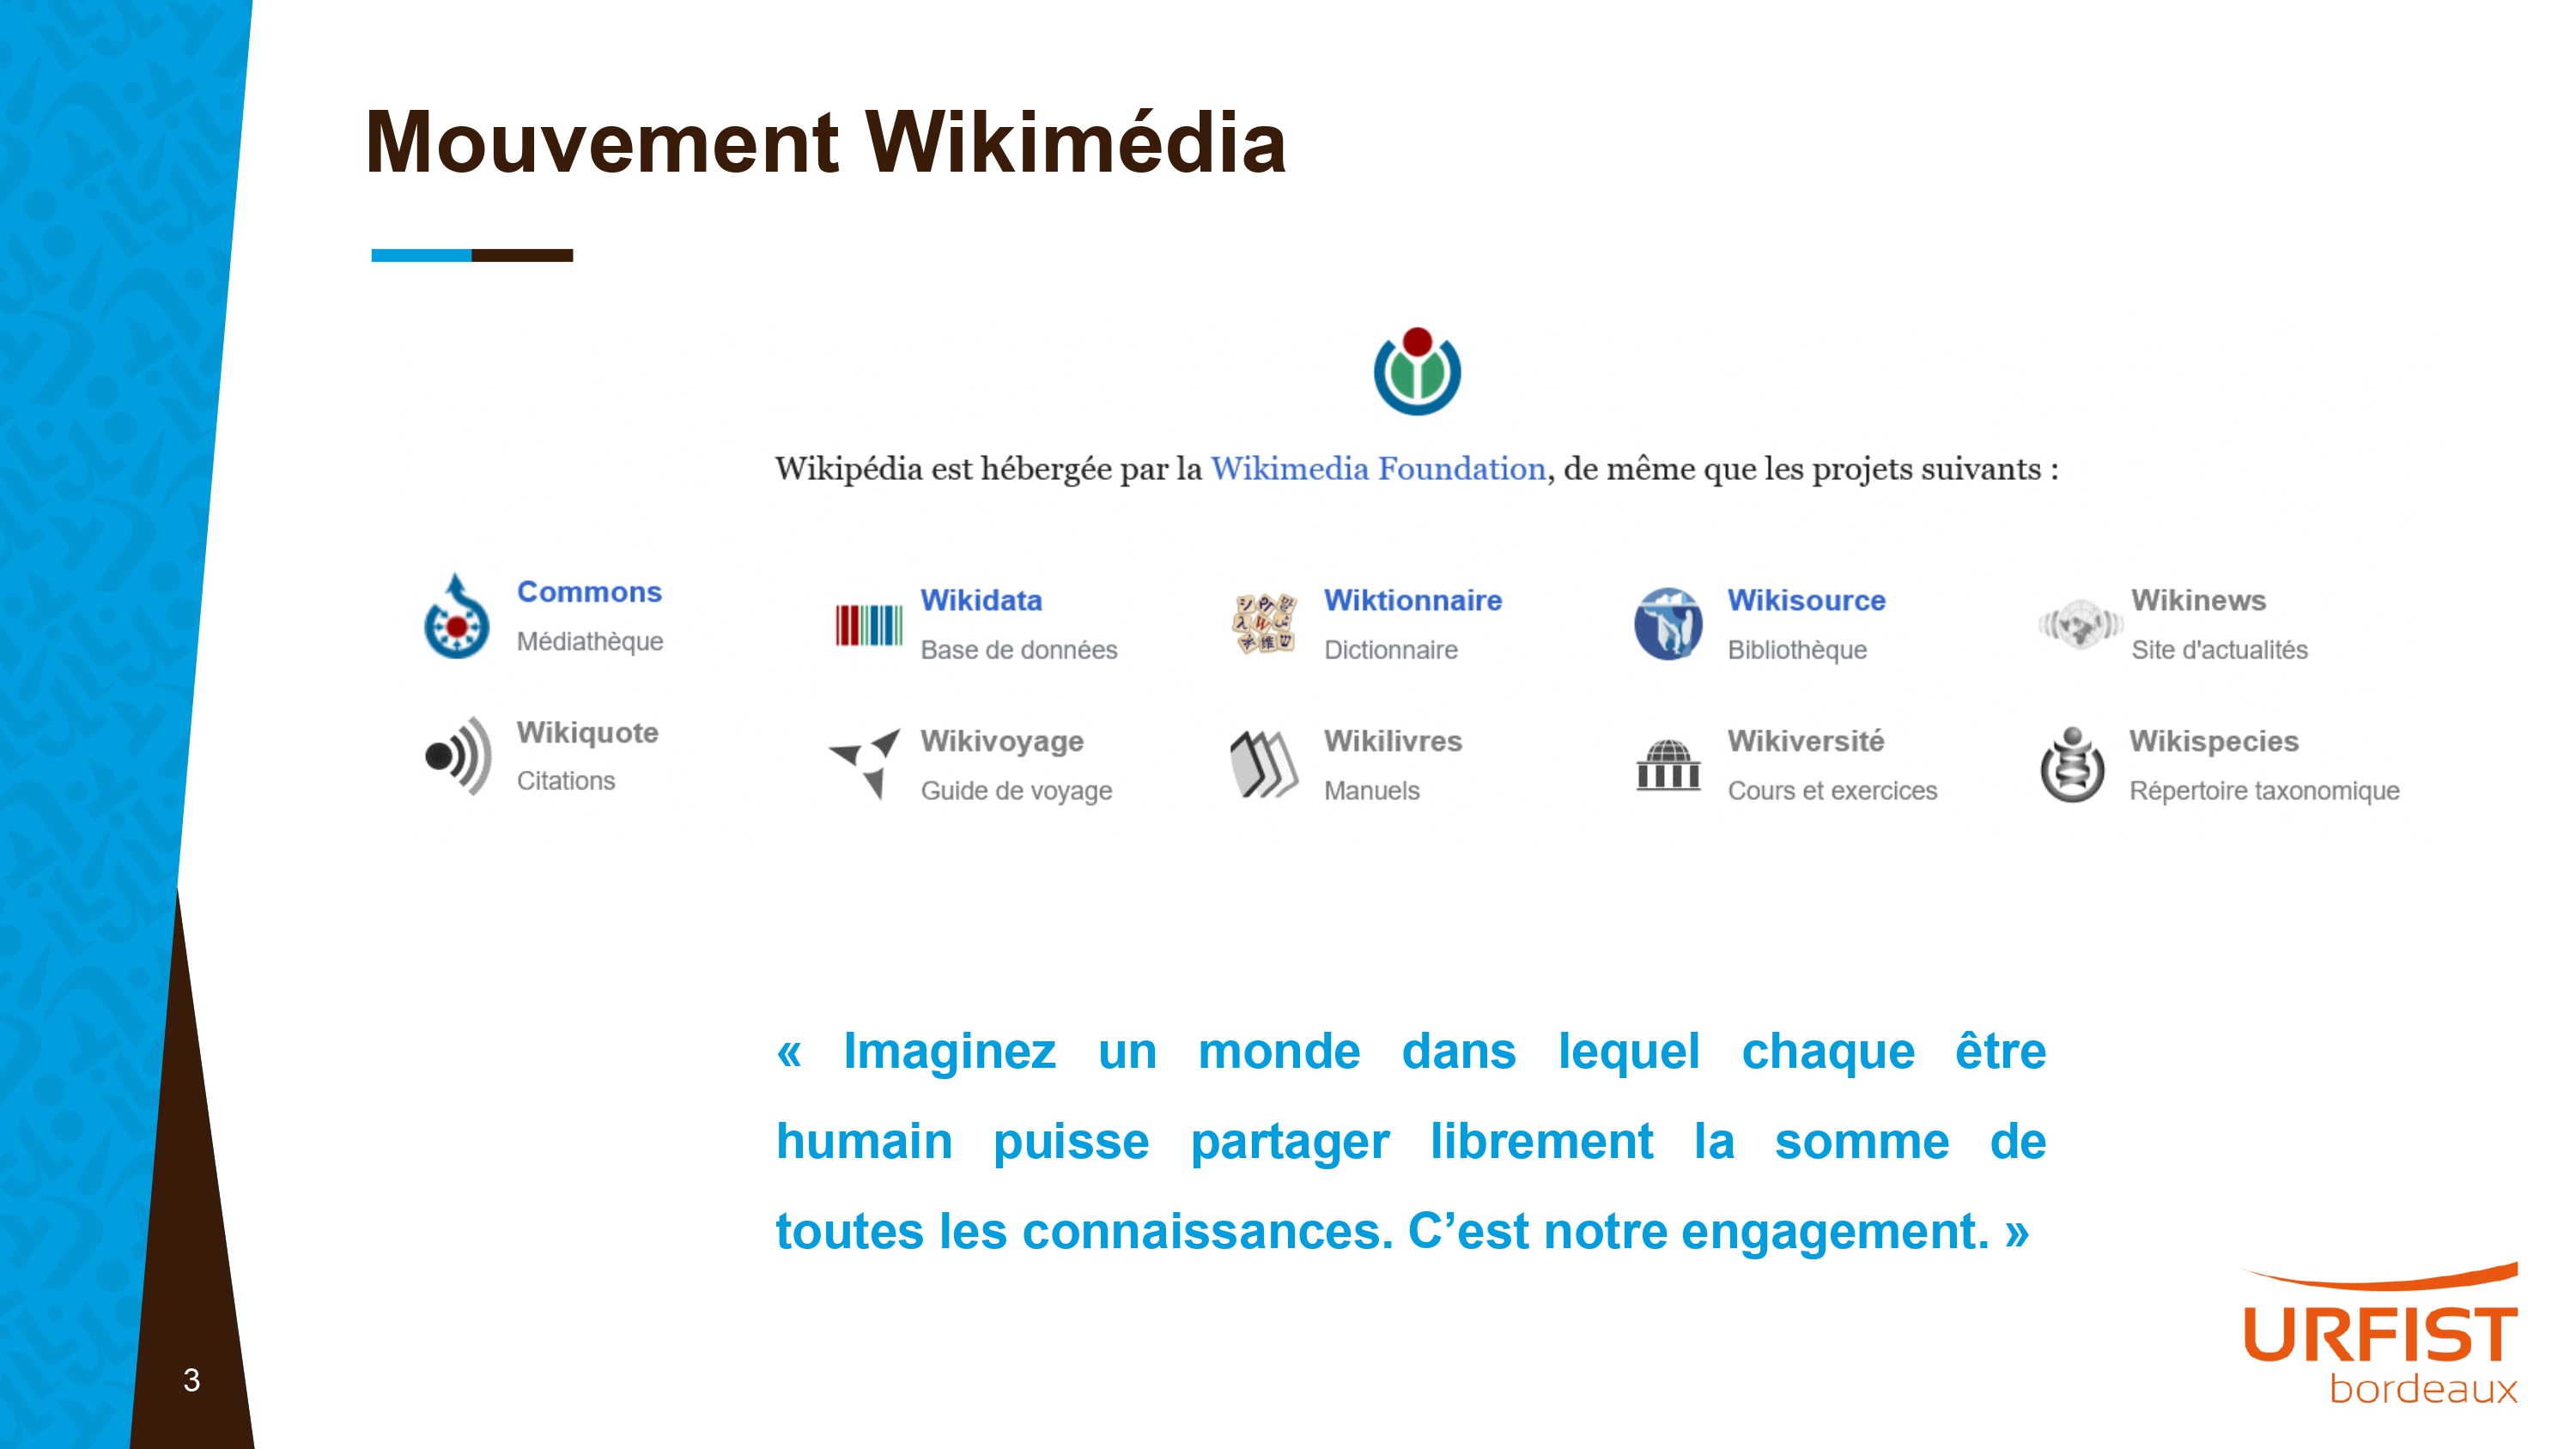 Mouvement Wikimédia
Wikipédia est hébergée par la Wikimedia Foundation, de même que les projets suivants :
Commons
Médiathèque
Wikidata
Base de données
Wiktionnaire
Dictionnaire
Wikisource
Bibliothèque
Wikinews
Site d'actualités
Wikiquote
Citations
Wikivoyage
Guide de voyage
Wikilivres
Manuels
Wikiversité
Cours et exercices
Wikispecies
Répertoire taxonomique
« Imaginez un monde dans lequel chaque être
humain puisse partager librement la somme de
toutes les connaissances. C’est notre engagement. »
URFIST
bordeaux
3